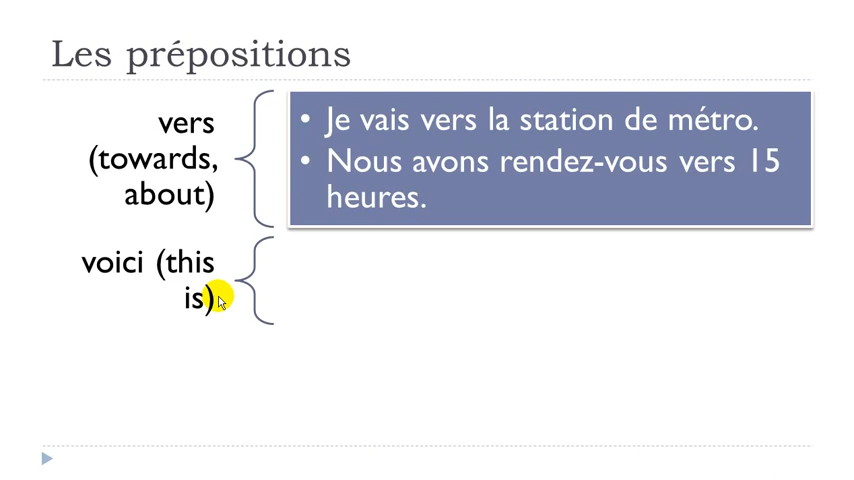 Les prépositions
vers
(towards,
about)
• Je vais vers la station de métro.
• Nous avons rendez-vous vers 15
heures.
voici (this
is)